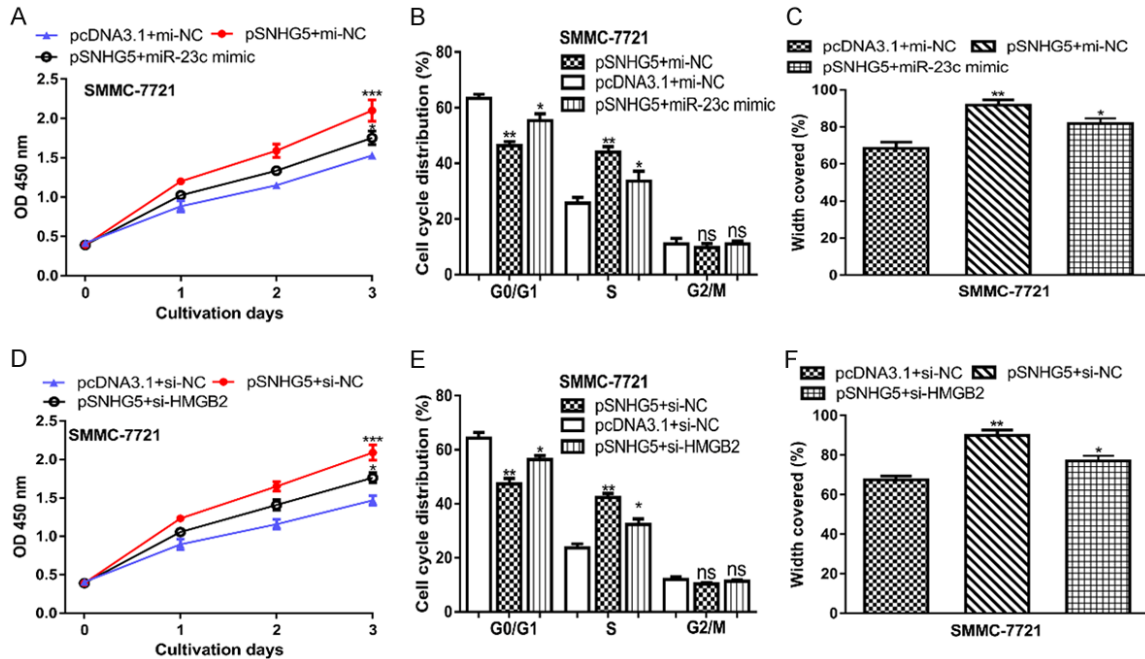 A
pcDNA3.1+mi-NC pSNHG5+mi-NC
pSNHG5+miR-23c mimic
SMMC-7721
OD 450 nm
2.5
2.0
1.5
1.0
0.5
0.0
***
*
0 1 2 3
Cultivation days
B
SMMC-7721
pSNHG5+mi-NC
pcDNA3.1+mi-NC
pSNHG5+miR-23c mimic
Cell cycle distribution (%)
80
60
40
20
0
** * ** * ns ns
G0/G1 S G2/M
C
pcDNA3.1+mi-NC pSNHG5+mi-NC
pSNHG5+miR-23c mimic
Width covered (%)
100
80
60
40
20
0
** *
SMMC-7721
D
pcDNA3.1+si-NC pSNHG5+si-NC
pSNHG5+si-HMGB2
SMMC-7721
OD 450 nm
2.5
2.0
1.5
1.0
0.5
0.0
***
*
0 1 2 3
Cultivation days
E
SMMC-7721
pSNHG5+si-NC
pcDNA3.1+si-NC
pSNHG5+si-HMGB2
Cell cycle distribution (%)
80
60
40
20
0
** * ** * ns ns
G0/G1 S G2/M
F
pcDNA3.1+si-NC pSNHG5+si-NC
pSNHG5+si-HMGB2
Width covered (%)
100
80
60
40
20
0
** *
SMMC-7721